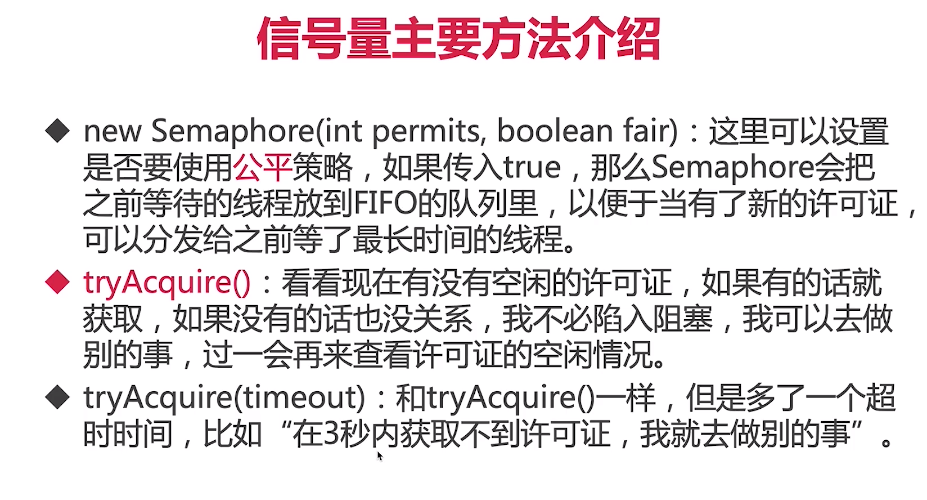 信号量主要方法介绍
◆ new Semaphore(int permits, boolean fair)：这里可以设置
是否要使用公平策略，如果传入true，那么Semaphore会把
之前等待的线程放到FIFO的队列里，以便于当有了新的许可证，
可以分发给之前等了最长时间的线程。
◆ tryAcquire()：看看现在有没有空闲的许可证，如果有的话就
获取，如果没有的话也没关系，我不必陷入阻塞，我可以去做
别的事，过一会再来查看许可证的空闲情况。
◆ tryAcquire(timeout)：和tryAcquire()一样，但是多了一个超
时时间，比如“在3秒内获取不到许可证，我就去做别的事”。